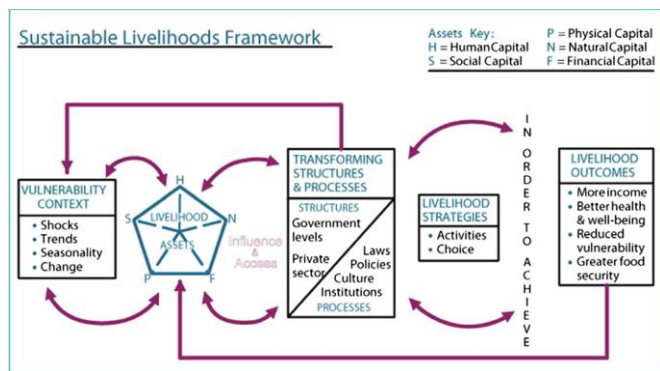 Sustainable Livelihoods Framework
Assets Key:
H = Human Capital
S = Social Capital
P = Physical Capital
N = Natural Capital
F = Financial Capital
VULNERABILITY
CONTEXT
• Shocks
• Trends
• Seasonality
• Change
H
S
N
LIVELIHOOD
ASSETS
P
F
Influence
&
Access
TRANSFORMING
STRUCTURES
& PROCESSES
STRUCTURES
Government
levels
Private
sector
Laws
Policies
Culture
Institutions
PROCESSES
LIVELIHOOD
STRATEGIES
• Activities
• Choice
IN ORDER TO ACHIEVE
LIVELIHOOD
OUTCOMES
• More income
• Better health
& well-being
• Reduced
vulnerability
• Greater food
security